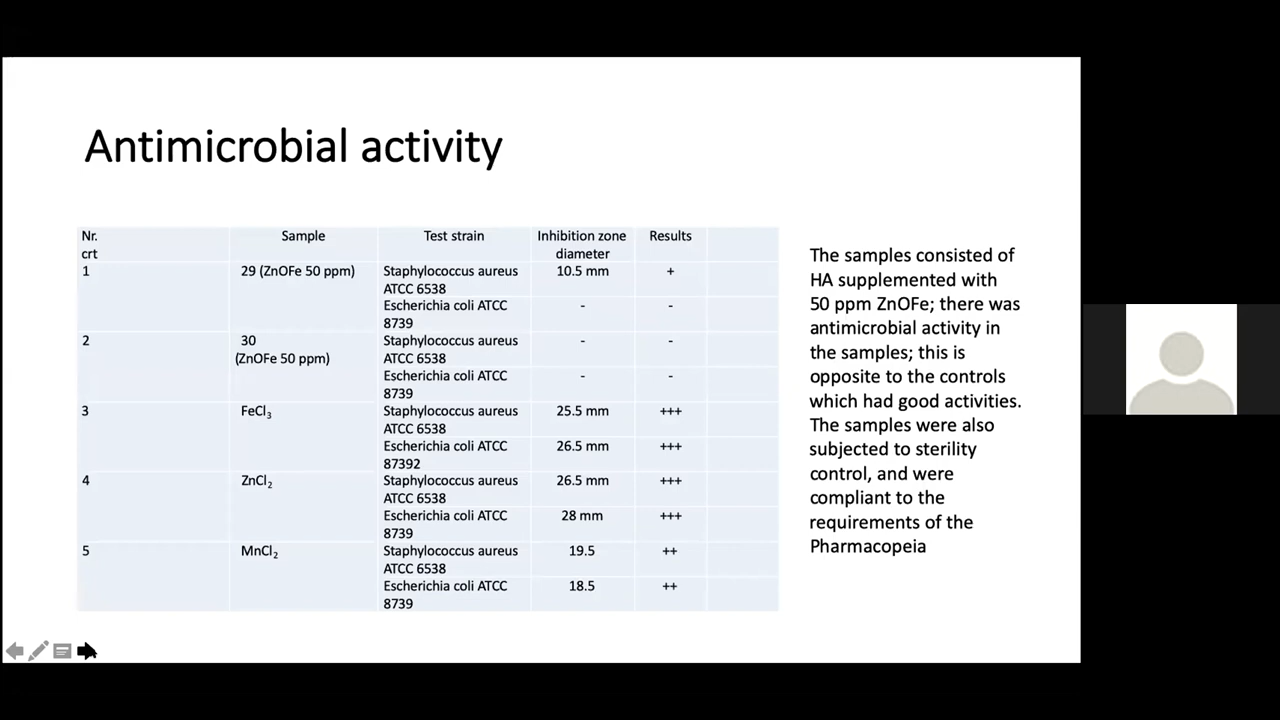 Antimicrobial activity
Nr.
crt
Sample
Test strain
Inhibition zone
diameter
Results
1
29 (ZnOFe 50 ppm)
Staphylococcus aureus
ATCC 6538
10.5 mm
+
Escherichia coli ATCC
8739
-
-
2
30
(ZnOFe 50 ppm)
Staphylococcus aureus
ATCC 6538
-
-
Escherichia coli ATCC
8739
-
-
3
FeCl3
Staphylococcus aureus
ATCC 6538
25.5 mm
+++
Escherichia coli ATCC
87392
26.5 mm
+++
4
ZnCl2
Staphylococcus aureus
ATCC 6538
26.5 mm
+++
Escherichia coli ATCC
8739
28 mm
+++
5
MnCl2
Staphylococcus aureus
ATCC 6538
19.5
++
Escherichia coli ATCC
8739
18.5
++
The samples consisted of
HA supplemented with
50 ppm ZnOFe; there was
antimicrobial activity in
the samples; this is
opposite to the controls
which had good activities.
The samples were also
subjected to sterility
control, and were
compliant to the
requirements of the
Pharmacopeia